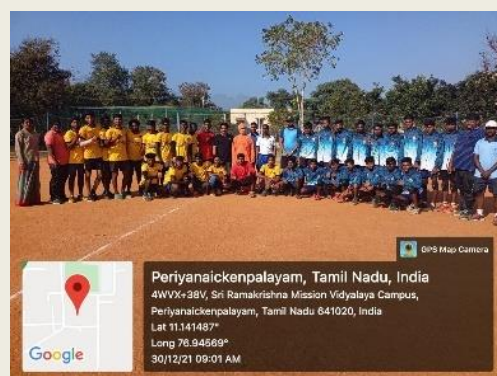 GPS Map Camera
Periyanaickenpalayam, Tamil Nadu, India
4WVX+38V, Sri Ramakrishna Mission Vidyalaya Campus,
Periyanaickenpalayam, Tamil Nadu 641020, India
Lat 11.141487°
Long 76.94569°
30/12/21 09:01 AM
Google